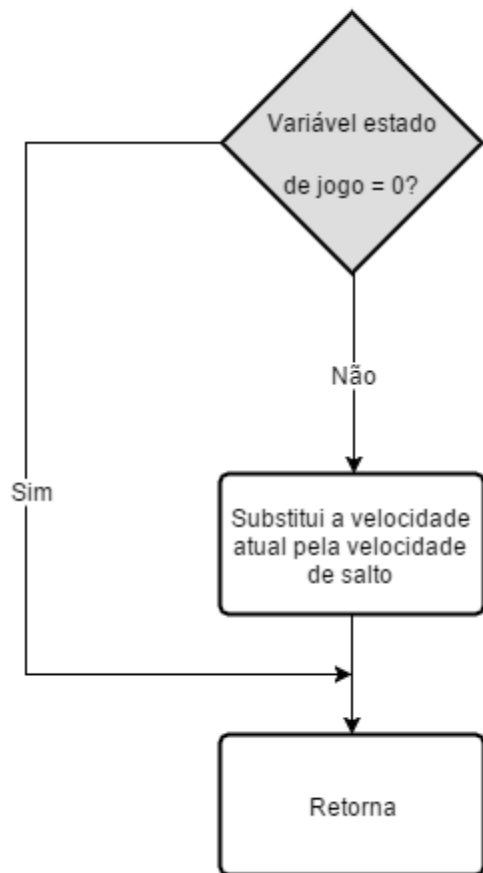 Variável estado
de jogo = 0?
Não
Sim
Substitui a velocidade
atual pela velocidade
de salto
Retorna